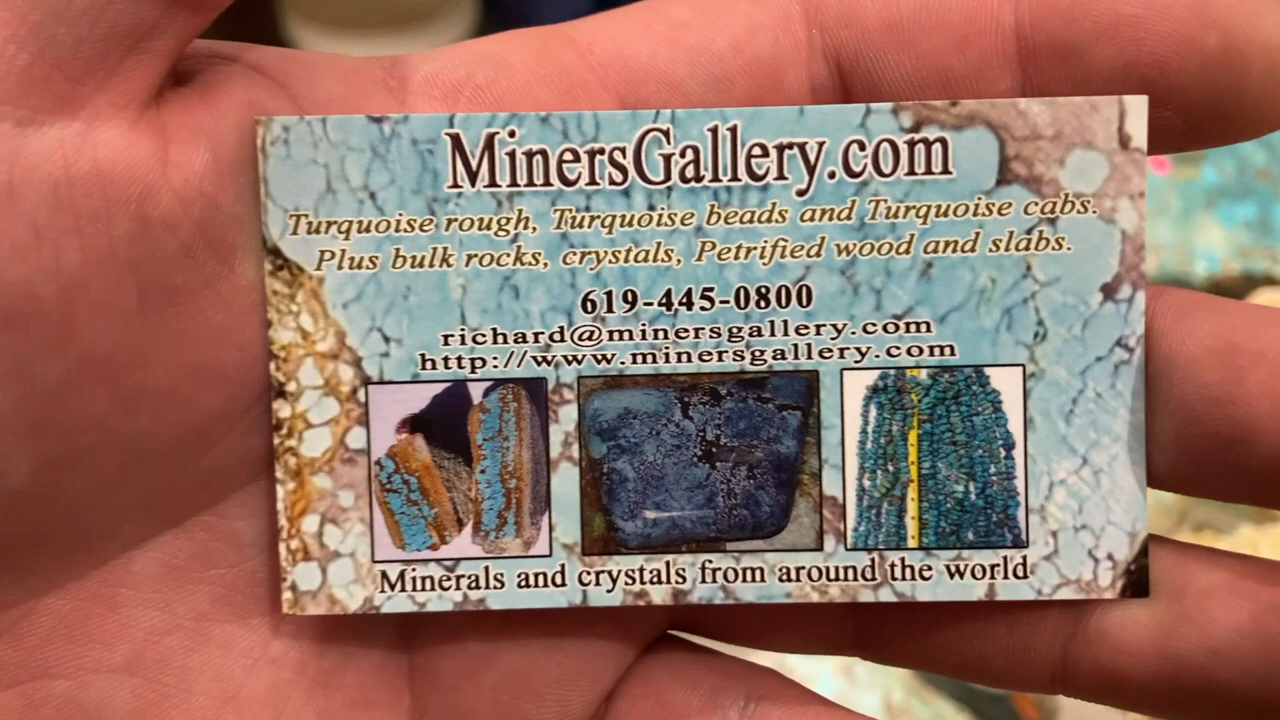 MinersGallery.com
Turquoise rough, Turquoise beads and Turquoise cabs.
Plus bulk rocks, crystals, Petrified wood and slabs.
619-445-0800
richard@minersgallery.com
http://www.minersgallery.com
Minerals and crystals from around the world